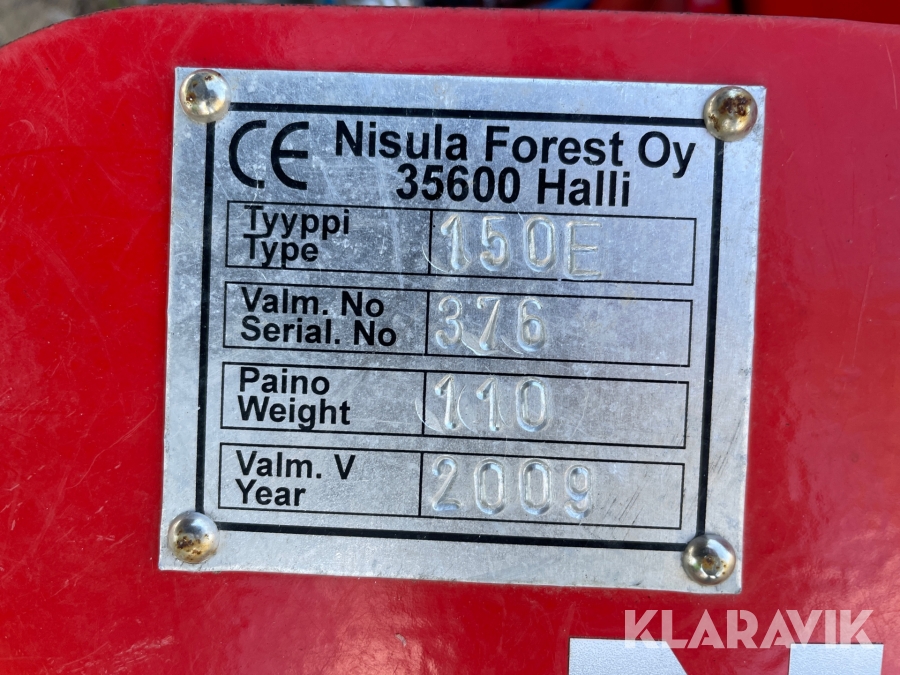 CE Nisula Forest Oy
35600 Halli
Tyyppi
Type
150E
Valm. No
Serial. No
376
Paino
Weight
110
Valm. V
Year
2009
KLARAVIK